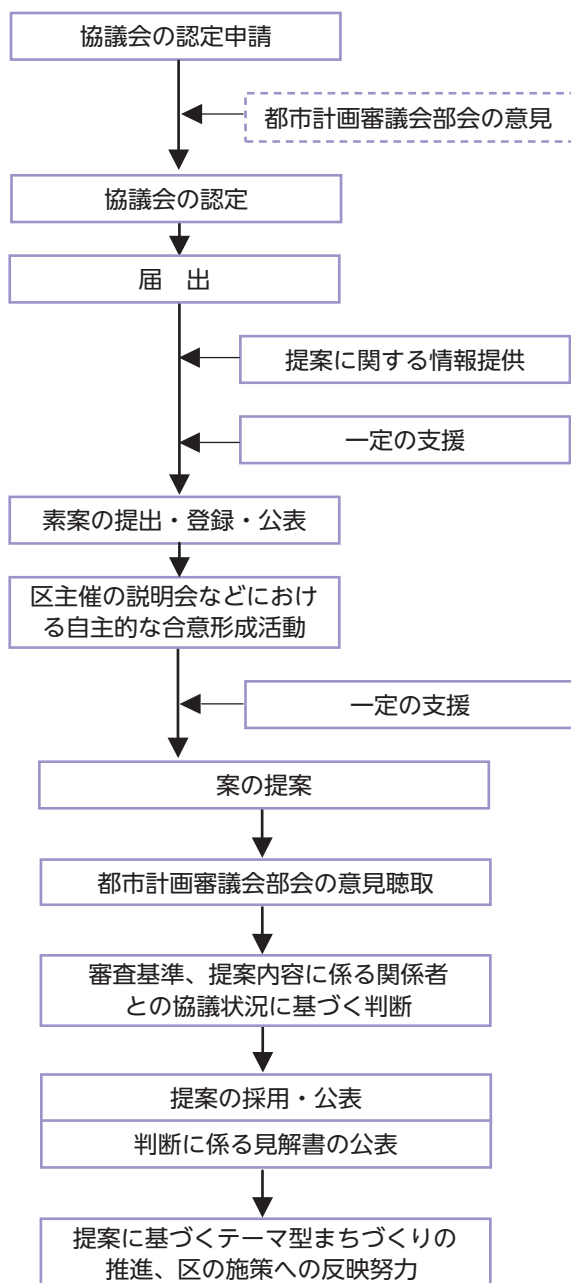 協議会の認定申請
都市計画審議会部会の意見
協議会の認定
届　出
提案に関する情報提供
一定の支援
素案の提出・登録・公表
区主催の説明会などにおけ
る自主的な合意形成活動
一定の支援
案の提案
都市計画審議会部会の意見聴取
審査基準、提案内容に係る関係者
との協議状況に基づく判断
提案の採用・公表
判断に係る見解書の公表
提案に基づくテーマ型まちづくりの
推進、区の施策への反映努力